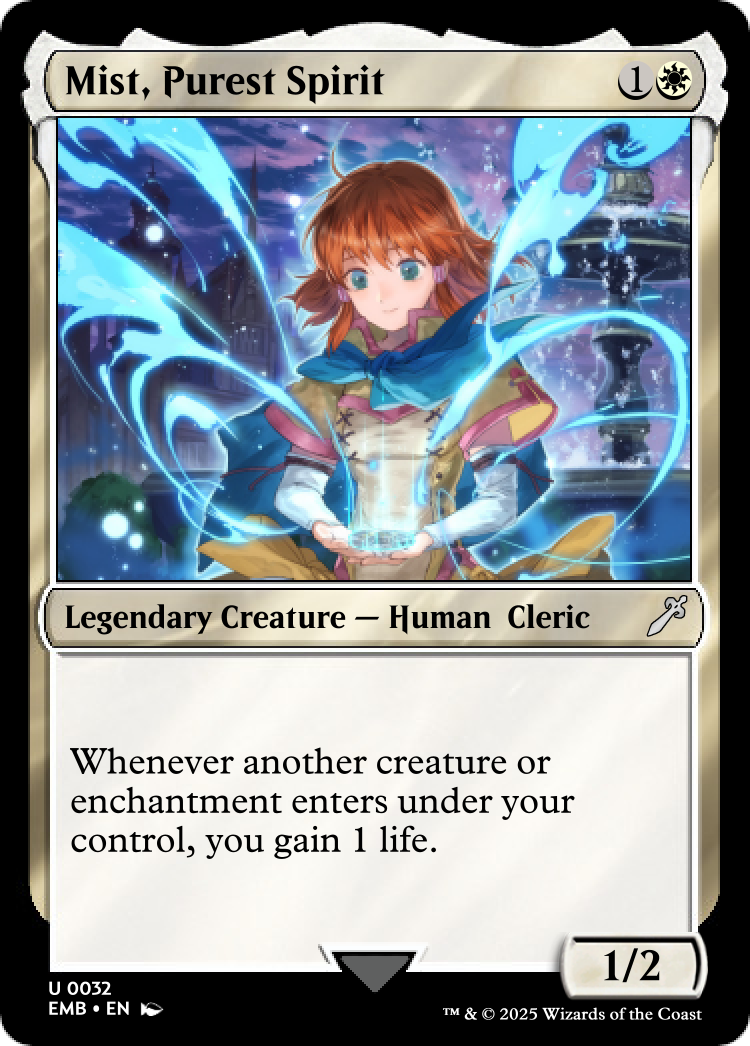 Mist, Purest Spirit 1
Legendary Creature — Human Cleric
Whenever another creature or
enchantment enters under your
control, you gain 1 life.
1/2
U 0032
EMB • EN
™ & © 2025 Wizards of the Coast